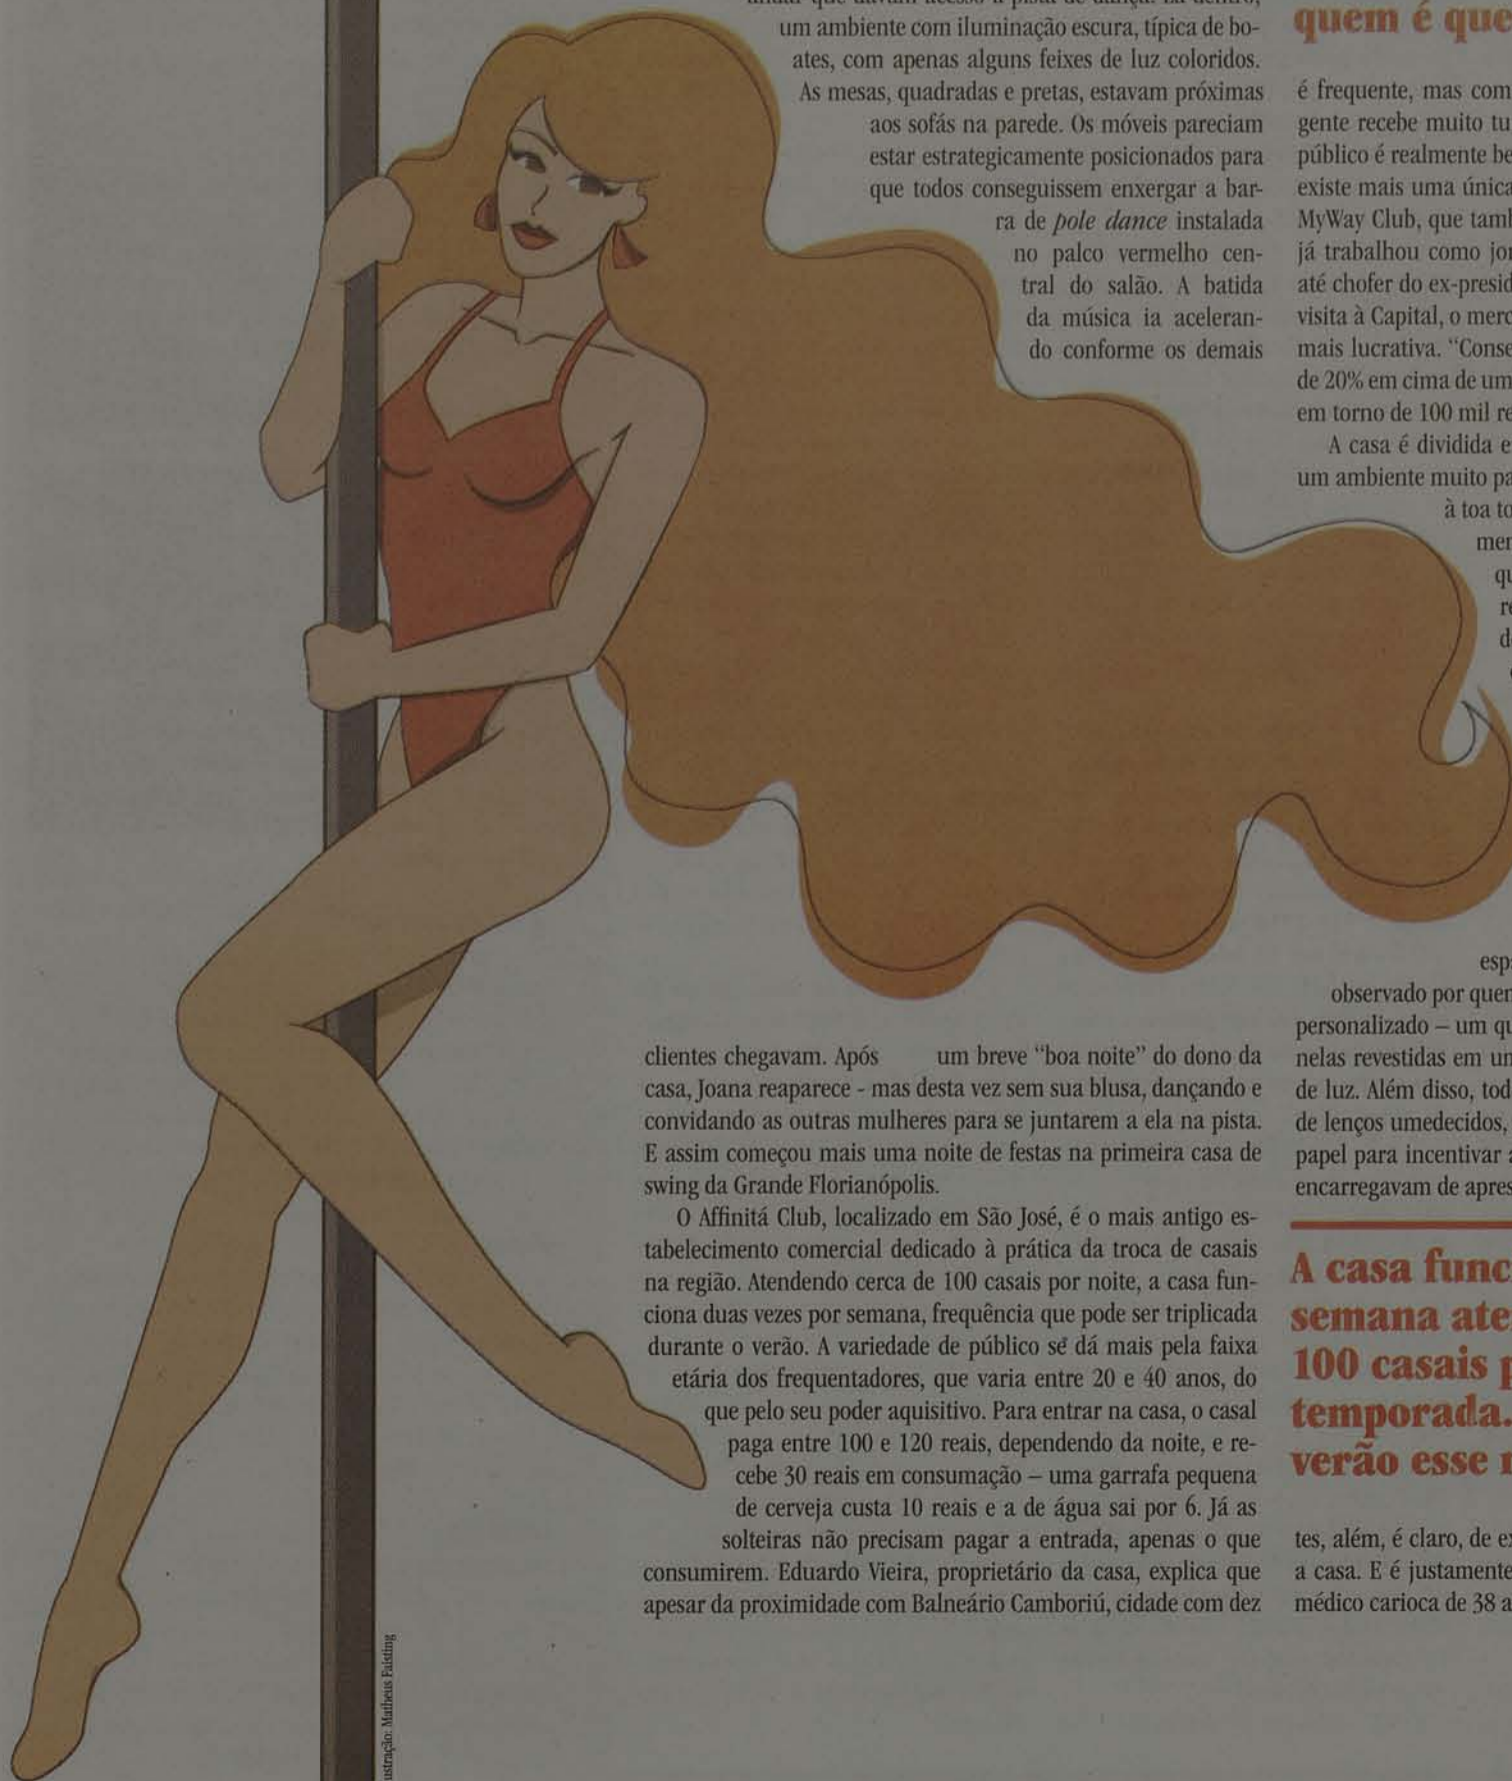 um ambiente com iluminação escura, típica de bo-
ates, com apenas alguns feixes de luz coloridos.
As mesas, quadradas e pretas, estavam próximas
aos sofás na parede. Os móveis pareciam
estar estrategicamente posicionados para
que todos conseguissem enxergar a bar-
ra de pole dance instalada
no palco vermelho cen-
tral do salão. A batida
da música ia aceleran-
do conforme os demais
clientes chegavam. Após um breve “boa noite” do dono da
casa, Joana reaparece - mas desta vez sem sua blusa, dançando e
convidando as outras mulheres para se juntarem a ela na pista.
E assim começou mais uma noite de festas na primeira casa de
swing da Grande Florianópolis.
O Affinitá Club, localizado em São José, é o mais antigo es-
tabelecimento comercial dedicado à prática da troca de casais
na região. Atendendo cerca de 100 casais por noite, a casa fun-
ciona duas vezes por semana, frequência que pode ser triplicada
durante o verão. A variedade de público se dá mais pela faixa
etária dos frequentadores, que varia entre 20 e 40 anos, do
que pelo seu poder aquisitivo. Para entrar na casa, o casal
paga entre 100 e 120 reais, dependendo da noite, e re-
cebe 30 reais em consumação – uma garrafa pequena
de cerveja custa 10 reais e a de água sai por 6. Já as
solteiras não precisam pagar a entrada, apenas o que
consumirem. Eduardo Vieira, proprietário da casa, explica que
apesar da proximidade com Balneário Camboriú, cidade com dez
quem é que
é frequente, mas com
gente recebe muito tu
público é realmente be
existe mais uma única
MyWay Club, que tam
já trabalhou como jor
até chofer do ex-presid
visita à Capital, o merc
mais lucrativa. “Conse
de 20% em cima de um
em torno de 100 mil re
A casa é dividida e
um ambiente muito pa
à toa to
mer
qu
re
d
esp
observado por quer
personalizado – um qu
nelas revestidas em un
de luz. Além disso, tod
de lenços umedecidos,
papel para incentivar a
encarregavam de apres
A casa func
semana ate
100 casais p
temporada.
verão esse
tes, além, é claro, de ex
a casa. E é justamente
médico carioca de 38 a
ustração: Matheus Faisting